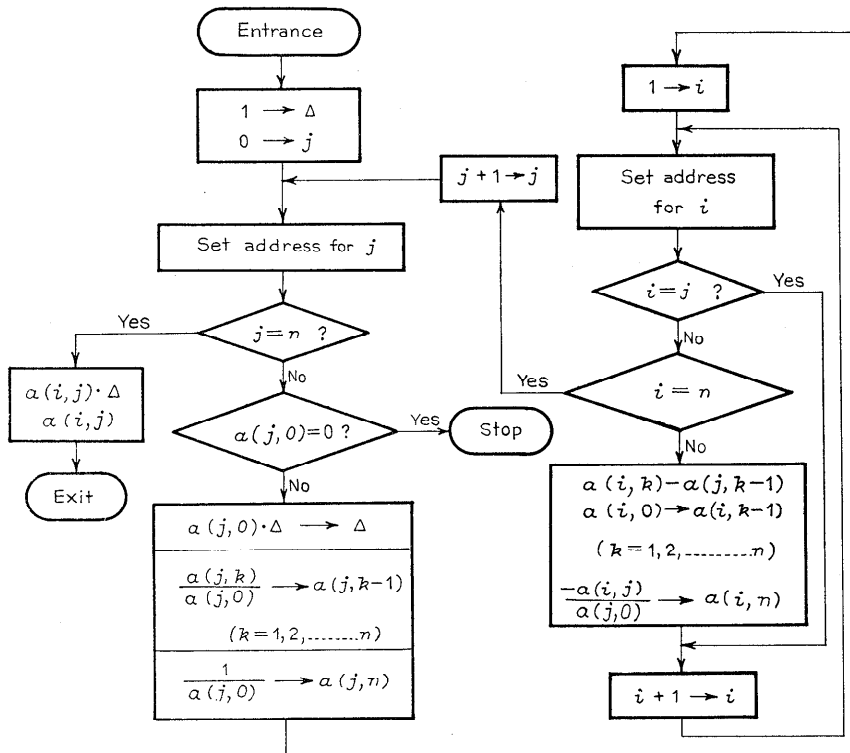 Entrance
1 → Δ
0 → j
Set address for j
j = n ?
Yes
No
a(i,j)·Δ
a(i,j)
Exit
a(j,0)=0?
Yes
Stop
No
a(j,0)·Δ → Δ
a(j,k)/a(j,0) → a(j,k-1)
(k=1,2,........n)
1/a(j,0) → a(j,n)
j+1→j
1→i
Set address
for i
i=j ?
Yes
No
i=n
Yes
No
a(i,k)-a(j,k-1)
a(i,0)→a(i,k-1)
(k=1,2,.........n)
-a(i,j)/a(j,0) → a(i,n)
i+1→i